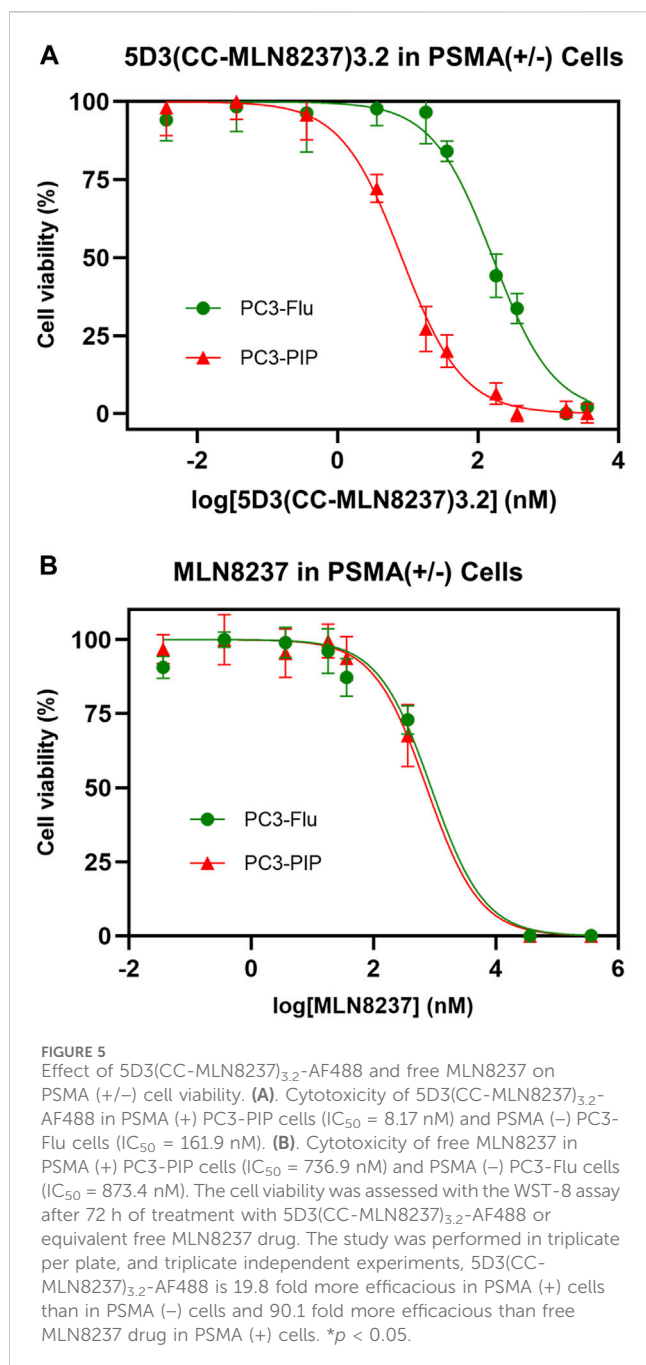 A
5D3(CC-MLN8237)3.2 in PSMA(+/-) Cells
100
75
50
25
0
Cell viability (%)
PC3-Flu
PC3-PIP
-2
0
2
4
log[5D3(CC-MLN8237)3.2] (nM)
B
MLN8237 in PSMA(+/-) Cells
100
75
50
25
0
Cell viability (%)
PC3-Flu
PC3-PIP
-2
0
2
4
6
log[MLN8237] (nM)
FIGURE 5
Effect of 5D3(CC-MLN8237)3.2-AF488 and free MLN8237 on
PSMA (+/−) cell viability. (A). Cytotoxicity of 5D3(CC-MLN8237)3.2-
AF488 in PSMA (+) PC3-PIP cells (IC50 = 8.17 nM) and PSMA (−) PC3-
Flu cells (IC50 = 161.9 nM). (B). Cytotoxicity of free MLN8237 in
PSMA (+) PC3-PIP cells (IC50 = 736.9 nM) and PSMA (−) PC3-Flu cells
(IC50 = 873.4 nM). The cell viability was assessed with the WST-8 assay
after 72 h of treatment with 5D3(CC-MLN8237)3.2-AF488 or
equivalent free MLN8237 drug. The study was performed in triplicate
per plate, and triplicate independent experiments, 5D3(CC-
MLN8237)3.2-AF488 is 19.8 fold more efficacious in PSMA (+) cells
than in PSMA (−) cells and 90.1 fold more efficacious than free
MLN8237 drug in PSMA (+) cells. *p < 0.05.